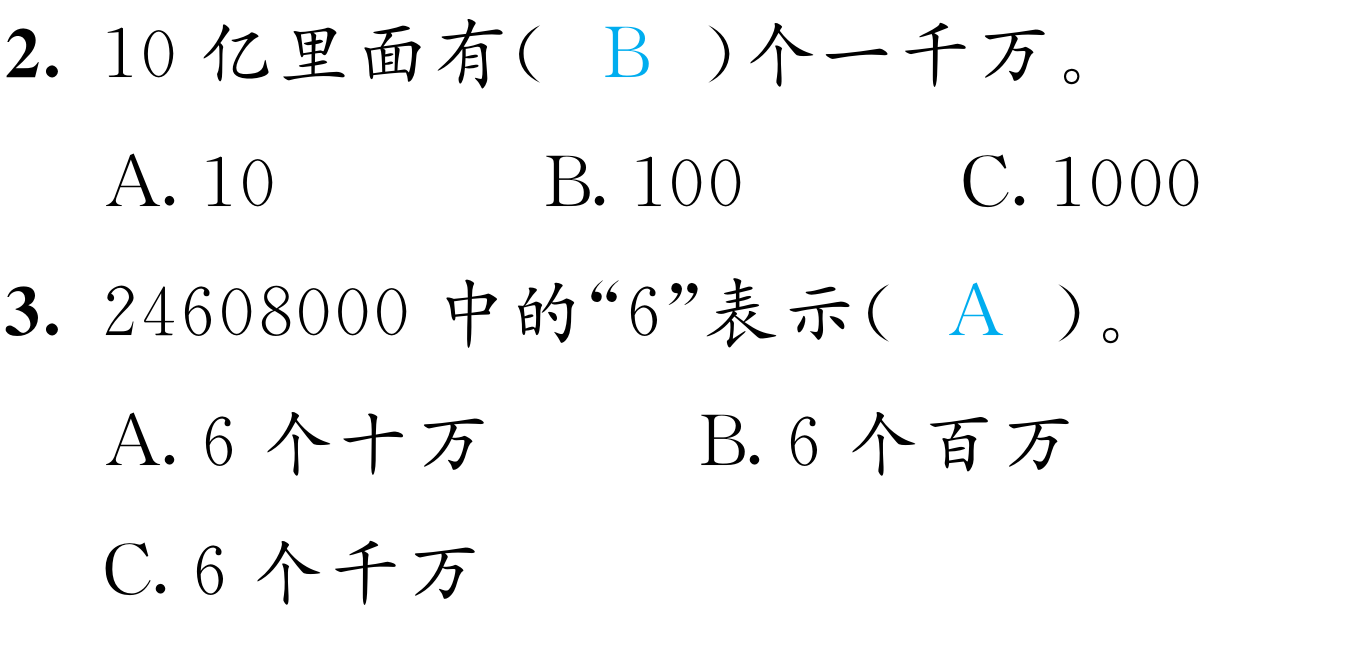 2. 10 亿里面有( B )个一千万。
A. 10 B. 100 C. 1000
3. 24608000 中的“6”表示( A )。
A. 6 个十万 B. 6 个百万
C. 6 个千万